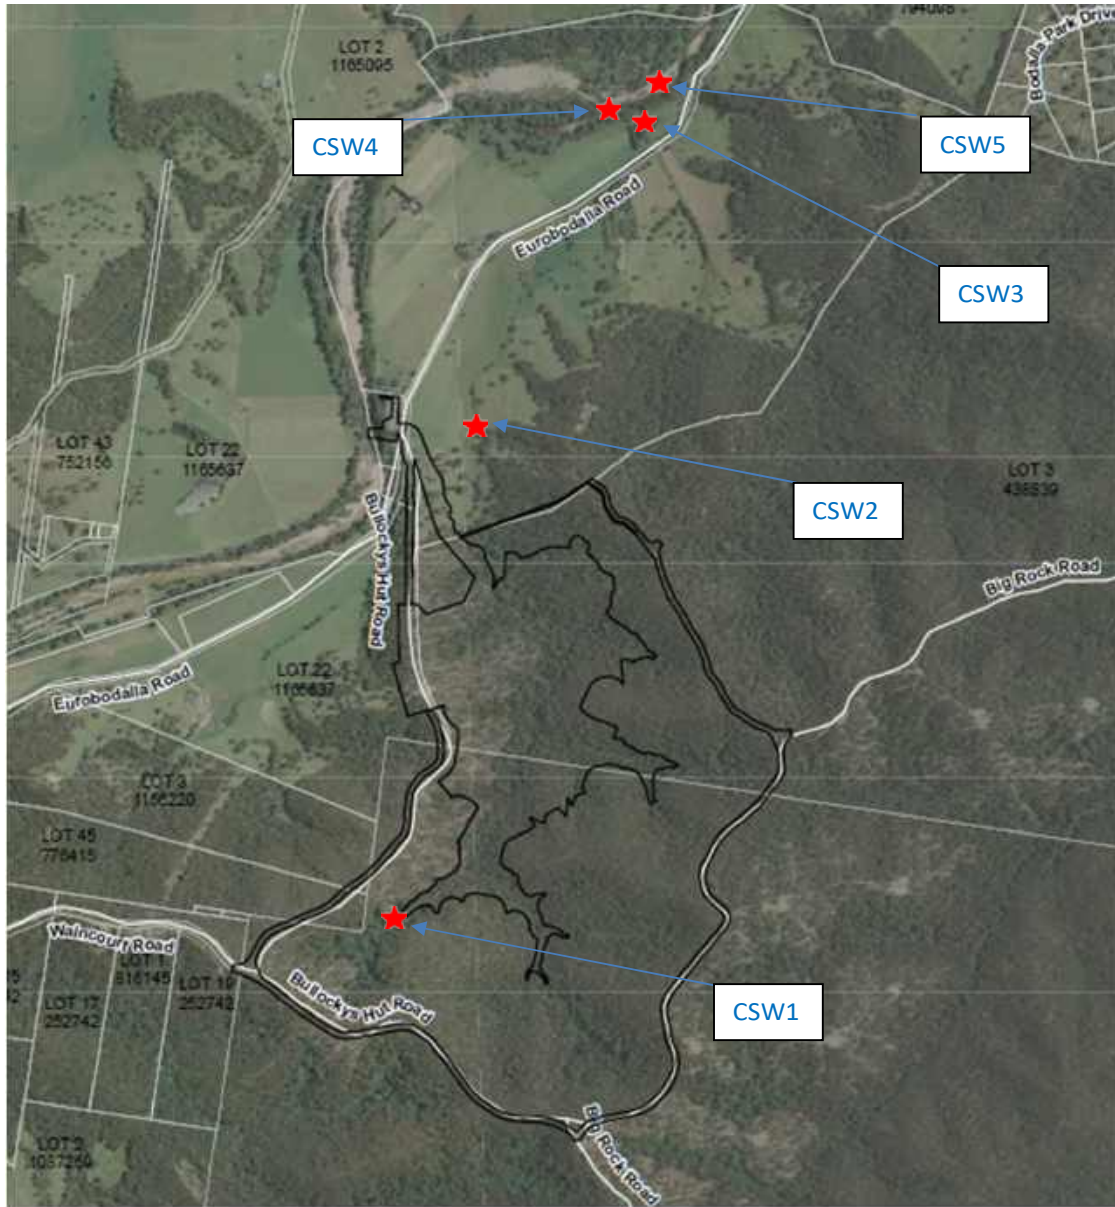 LOT 2
1165095
794098
Bodalla Park Drive
CSW4
CSW5
Eurobodalla Road
CSW3
LOT 43
752156
LOT 22
1165637
LOT 3
438639
CSW2
Bullockys Hut Road
Big Rock Road
Eurobodalla Road
LOT 22
1165637
LOT 3
1156220
LOT 45
776415
Waincourt Road
LOT 1
816145
LOT 19
252742
LOT 17
252742
Bullockys Hut Road
CSW1
Big Rock Road
LOT 2
1087259